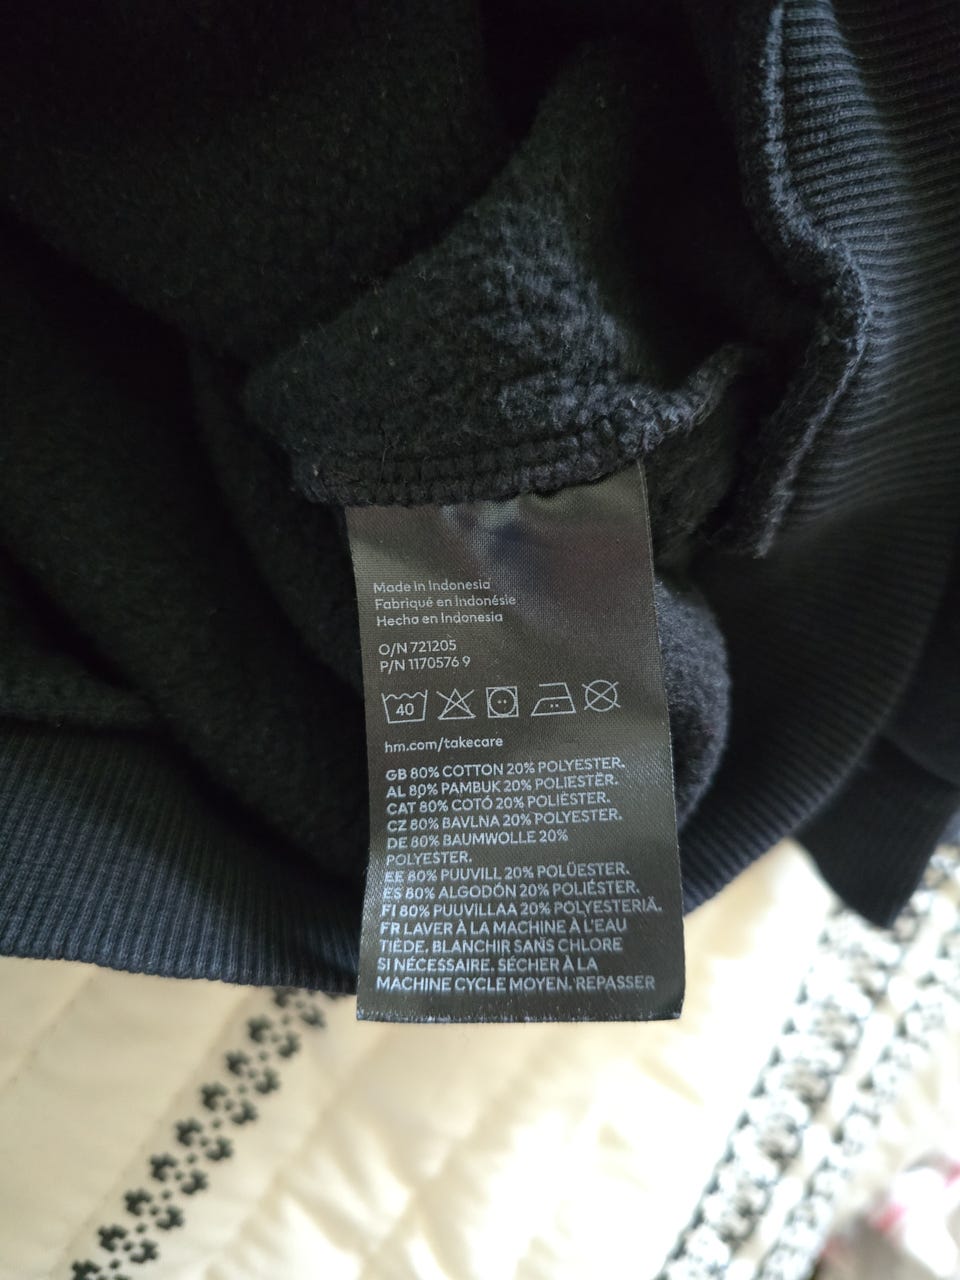 Made in Indonesia
Fabriqué en Indonésie
Hecho en Indonesia
O/N 721205
P/N 1170576 9
40
hm.com/takecare
GB 80% COTTON 20% POLYESTER.
AL 80% PAMBUK 20% POLIESTËR.
CAT 80% COTÓ 20% POLIÈSTER.
CZ 80% BAVLNA 20% POLYESTER.
DE 80% BAUMWOLLE 20%
POLYESTER.
EE 80% PUUVILL 20% POLÜESTER.
ES 80% ALGODÓN 20% POLIÉSTER.
FI 80% PUUVILLAA 20% POLYESTERIÄ.
FR LAVER À LA MACHINE À L'EAU
TIÈDE. BLANCHIR SANS CHLORE
SI NÉCESSAIRE. SÉCHER À LA
MACHINE CYCLE MOYEN. REPASSER